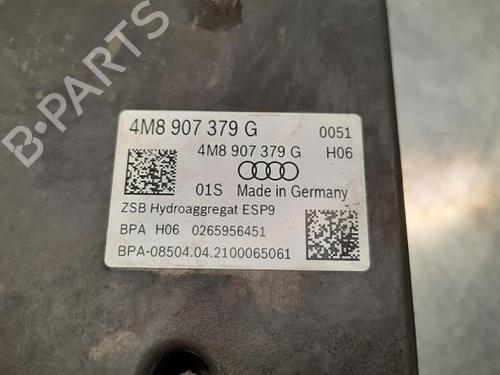 B-PARTS
4M8 907 379 G 0051
4M8 907 379 G H06
01S Made in Germany
ZSB Hydroaggregat ESP9
BPA H06 0265956451
BPA-08504.04.2100065061